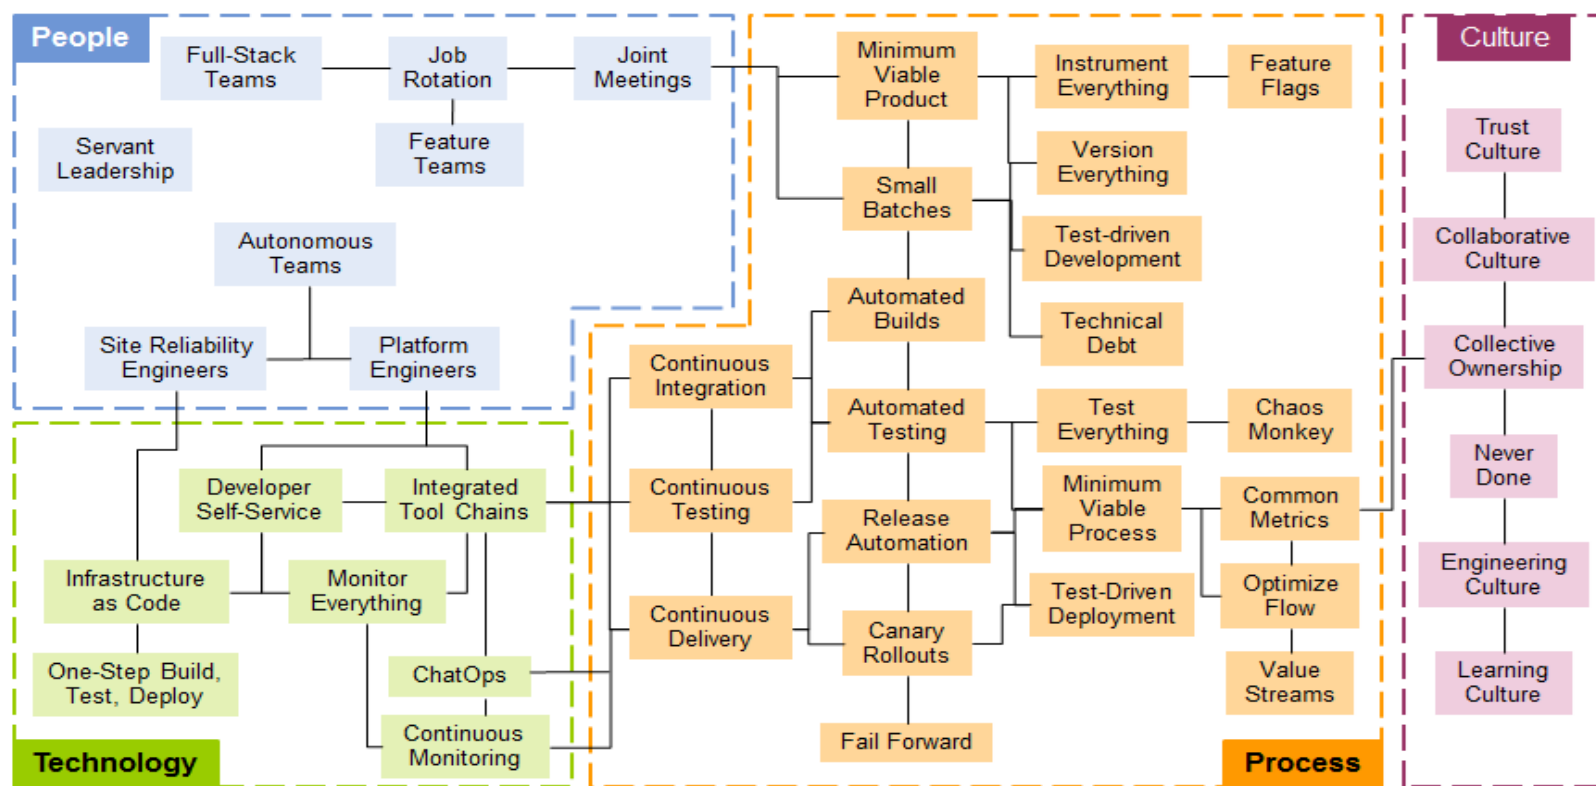 People
Full-Stack
Teams
Job
Rotation
Joint
Meetings
Servant
Leadership
Feature
Teams
Autonomous
Teams
Site Reliability
Engineers
Platform
Engineers
Developer
Self-Service
Integrated
Tool Chains
Infrastructure
as Code
Monitor
Everything
One-Step Build,
Test, Deploy
ChatOps
Continuous
Monitoring
Technology
Minimum
Viable
Product
Instrument
Everything
Feature
Flags
Version
Everything
Small
Batches
Test-driven
Development
Automated
Builds
Technical
Debt
Continuous
Integration
Automated
Testing
Test
Everything
Chaos
Monkey
Continuous
Testing
Release
Automation
Minimum
Viable
Process
Common
Metrics
Continuous
Delivery
Canary
Rollouts
Test-Driven
Deployment
Optimize
Flow
Value
Streams
Fail Forward
Process
Culture
Trust
Culture
Collaborative
Culture
Collective
Ownership
Never
Done
Engineering
Culture
Learning
Culture